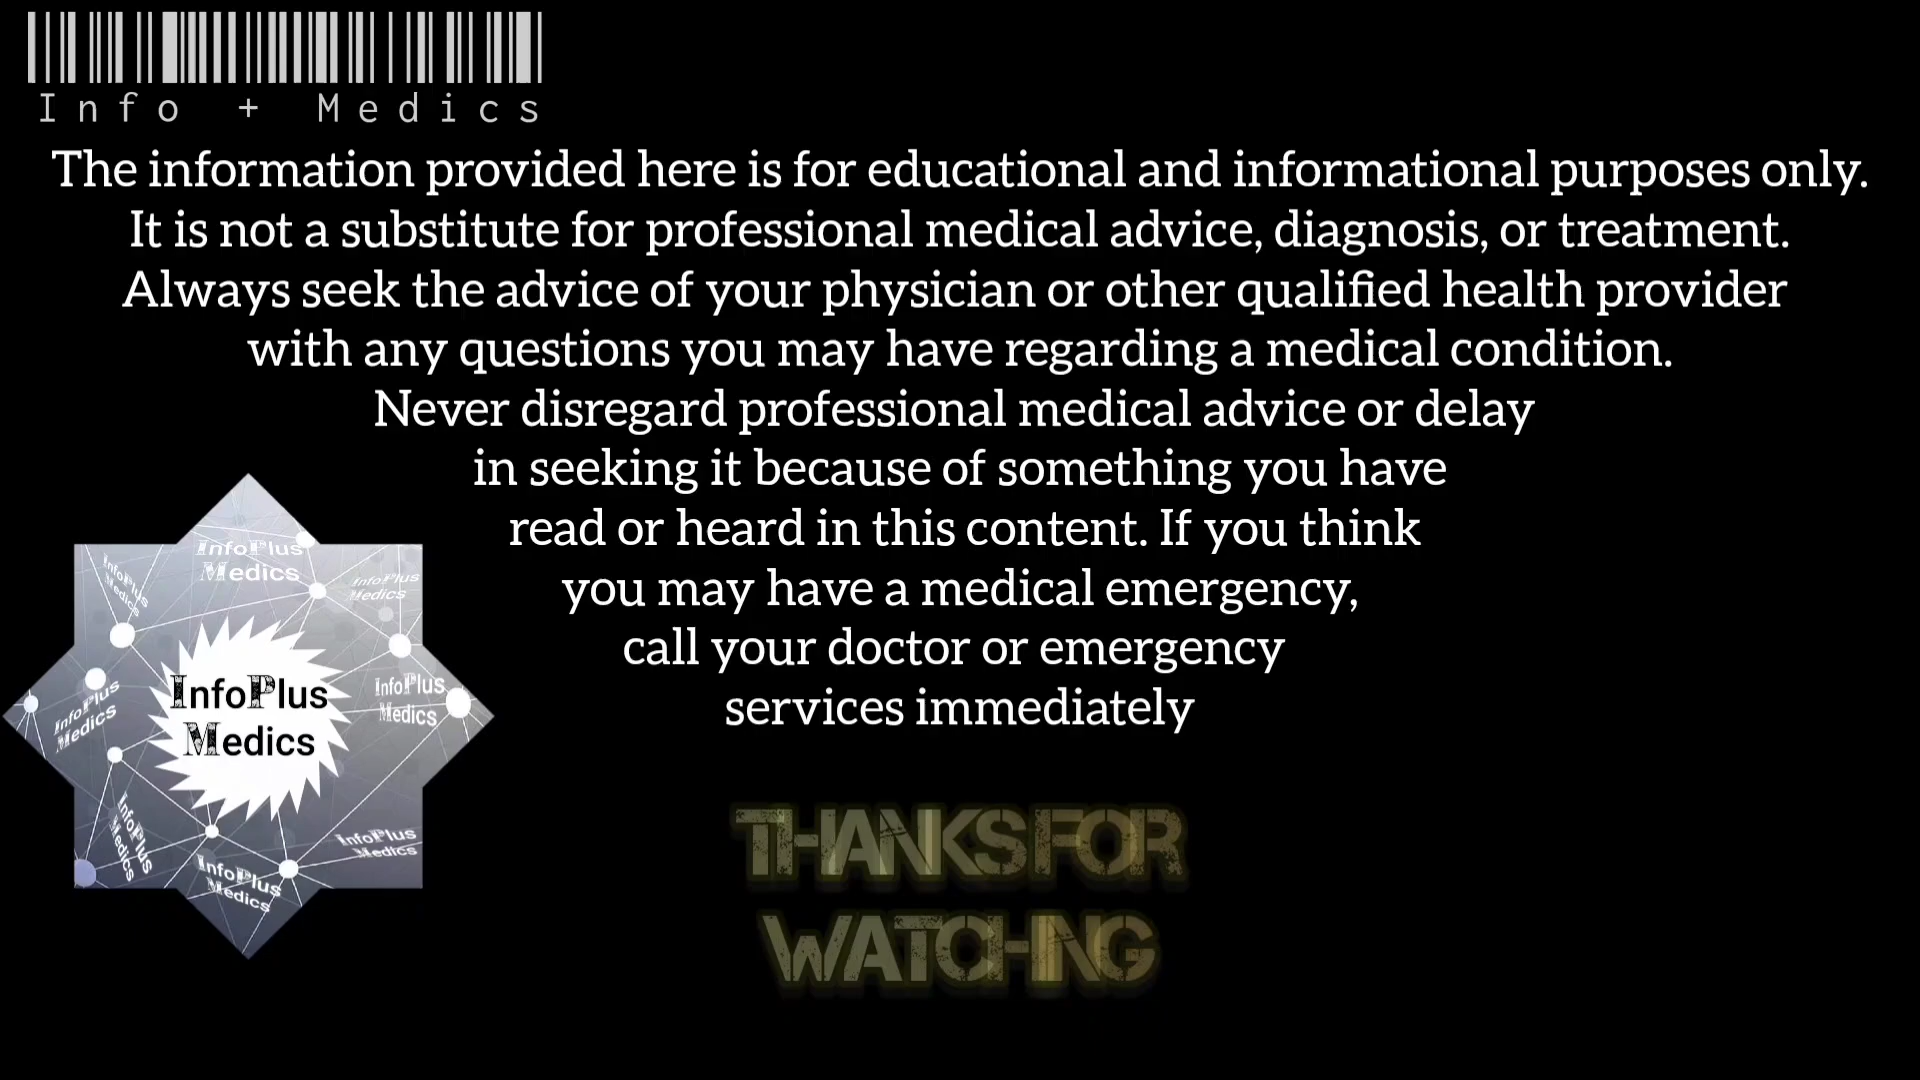 Info + Medics
The information provided here is for educational and informational purposes only.
It is not a substitute for professional medical advice, diagnosis, or treatment.
Always seek the advice of your physician or other qualified health provider
with any questions you may have regarding a medical condition.
Never disregard professional medical advice or delay
in seeking it because of something you have
read or heard in this content. If you think
you may have a medical emergency,
call your doctor or emergency
services immediately
InfoPlus
Medics
InfoPlus
Medics
InfoPlus
Medics
InfoPlus
Medics
InfoPlus
Medics
InfoPlus
Medics
InfoPlus
Medics
InfoPlus
Medics
InfoPlus
Medics
THANKS FOR
WATCHING